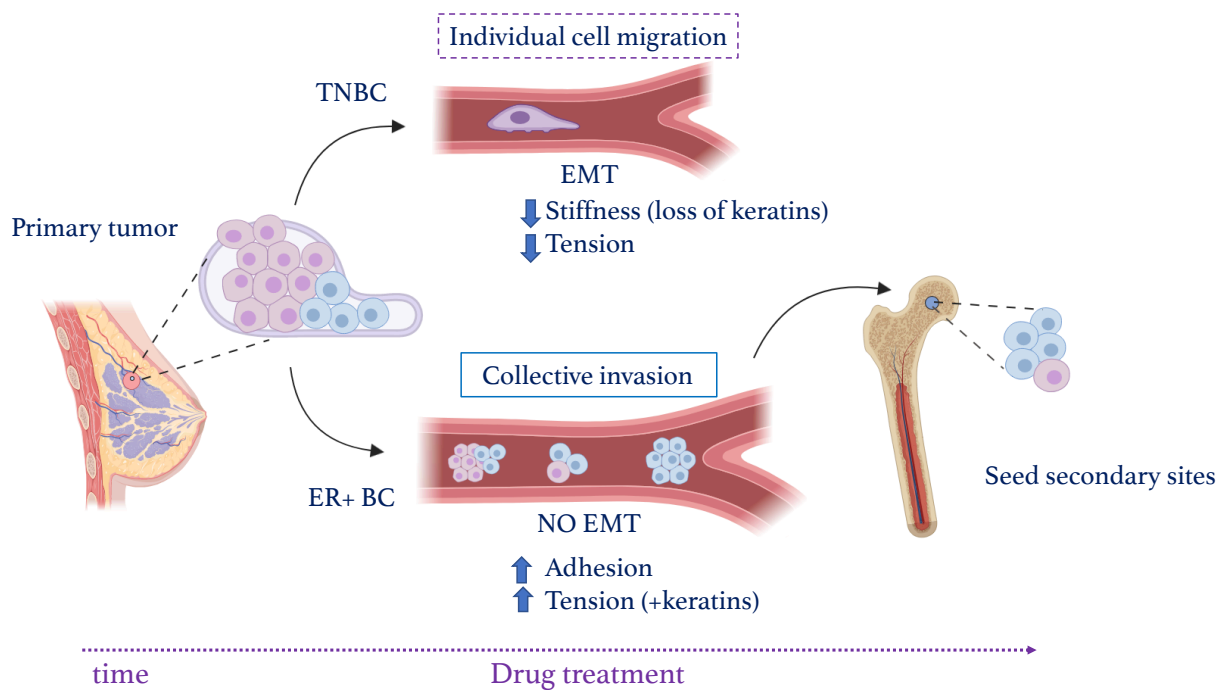 Individual cell migration
TNBC
EMT
Stiffness (loss of keratins)
Tension
Primary tumor
Collective invasion
ER+ BC
NO EMT
Adhesion
Tension (+keratins)
Seed secondary sites
time
Drug treatment